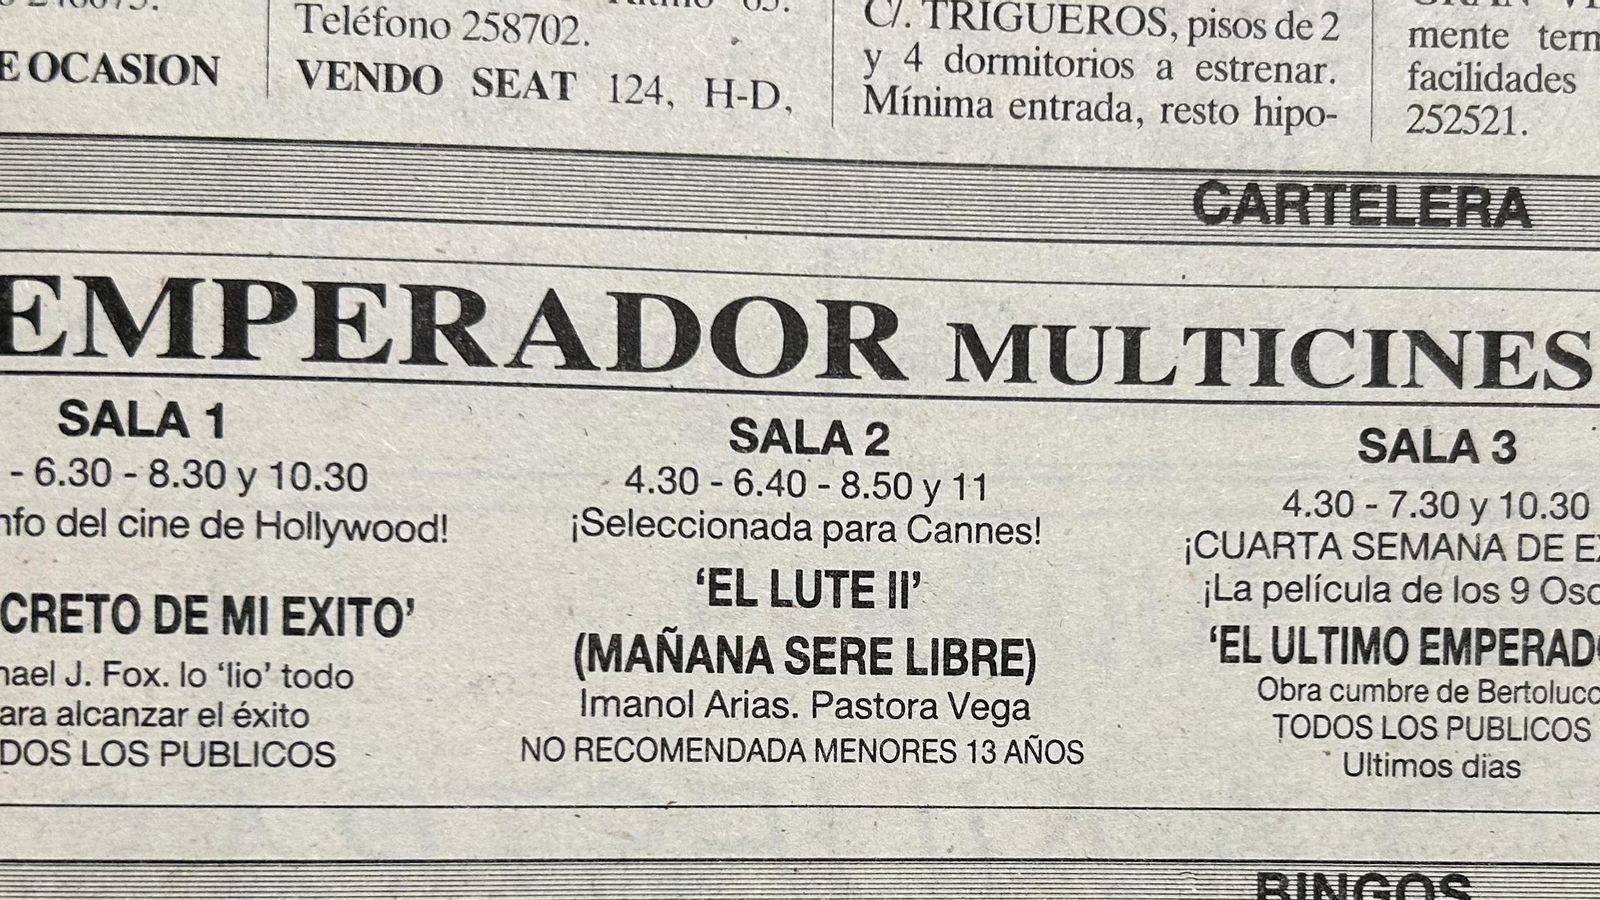 Teléfono 258702.
E OCASION
VENDO SEAT 124, H-D,
C/. TRIGUEROS, pisos de 2
y 4 dormitorios a estrenar.
Mínima entrada, resto hipo-
mente term
facilidades
252521.
CARTELERA
EMPERADOR MULTICINES
SALA 1
- 6.30 - 8.30 y 10.30
nfo del cine de Hollywood!
CRETO DE MI EXITO’
hael J. Fox. lo ‘lio’ todo
ara alcanzar el éxito
DOS LOS PUBLICOS
SALA 2
4.30 - 6.40 - 8.50 y 11
¡Seleccionada para Cannes!
‘EL LUTE II’
(MAÑANA SERE LIBRE)
Imanol Arias. Pastora Vega
NO RECOMENDADA MENORES 13 AÑOS
SALA 3
4.30 - 7.30 y 10.30
¡CUARTA SEMANA DE E
¡La película de los 9 Osc
‘EL ULTIMO EMPERADO
Obra cumbre de Bertolucc
TODOS LOS PUBLICOS
Ultimos dias
BINGOS